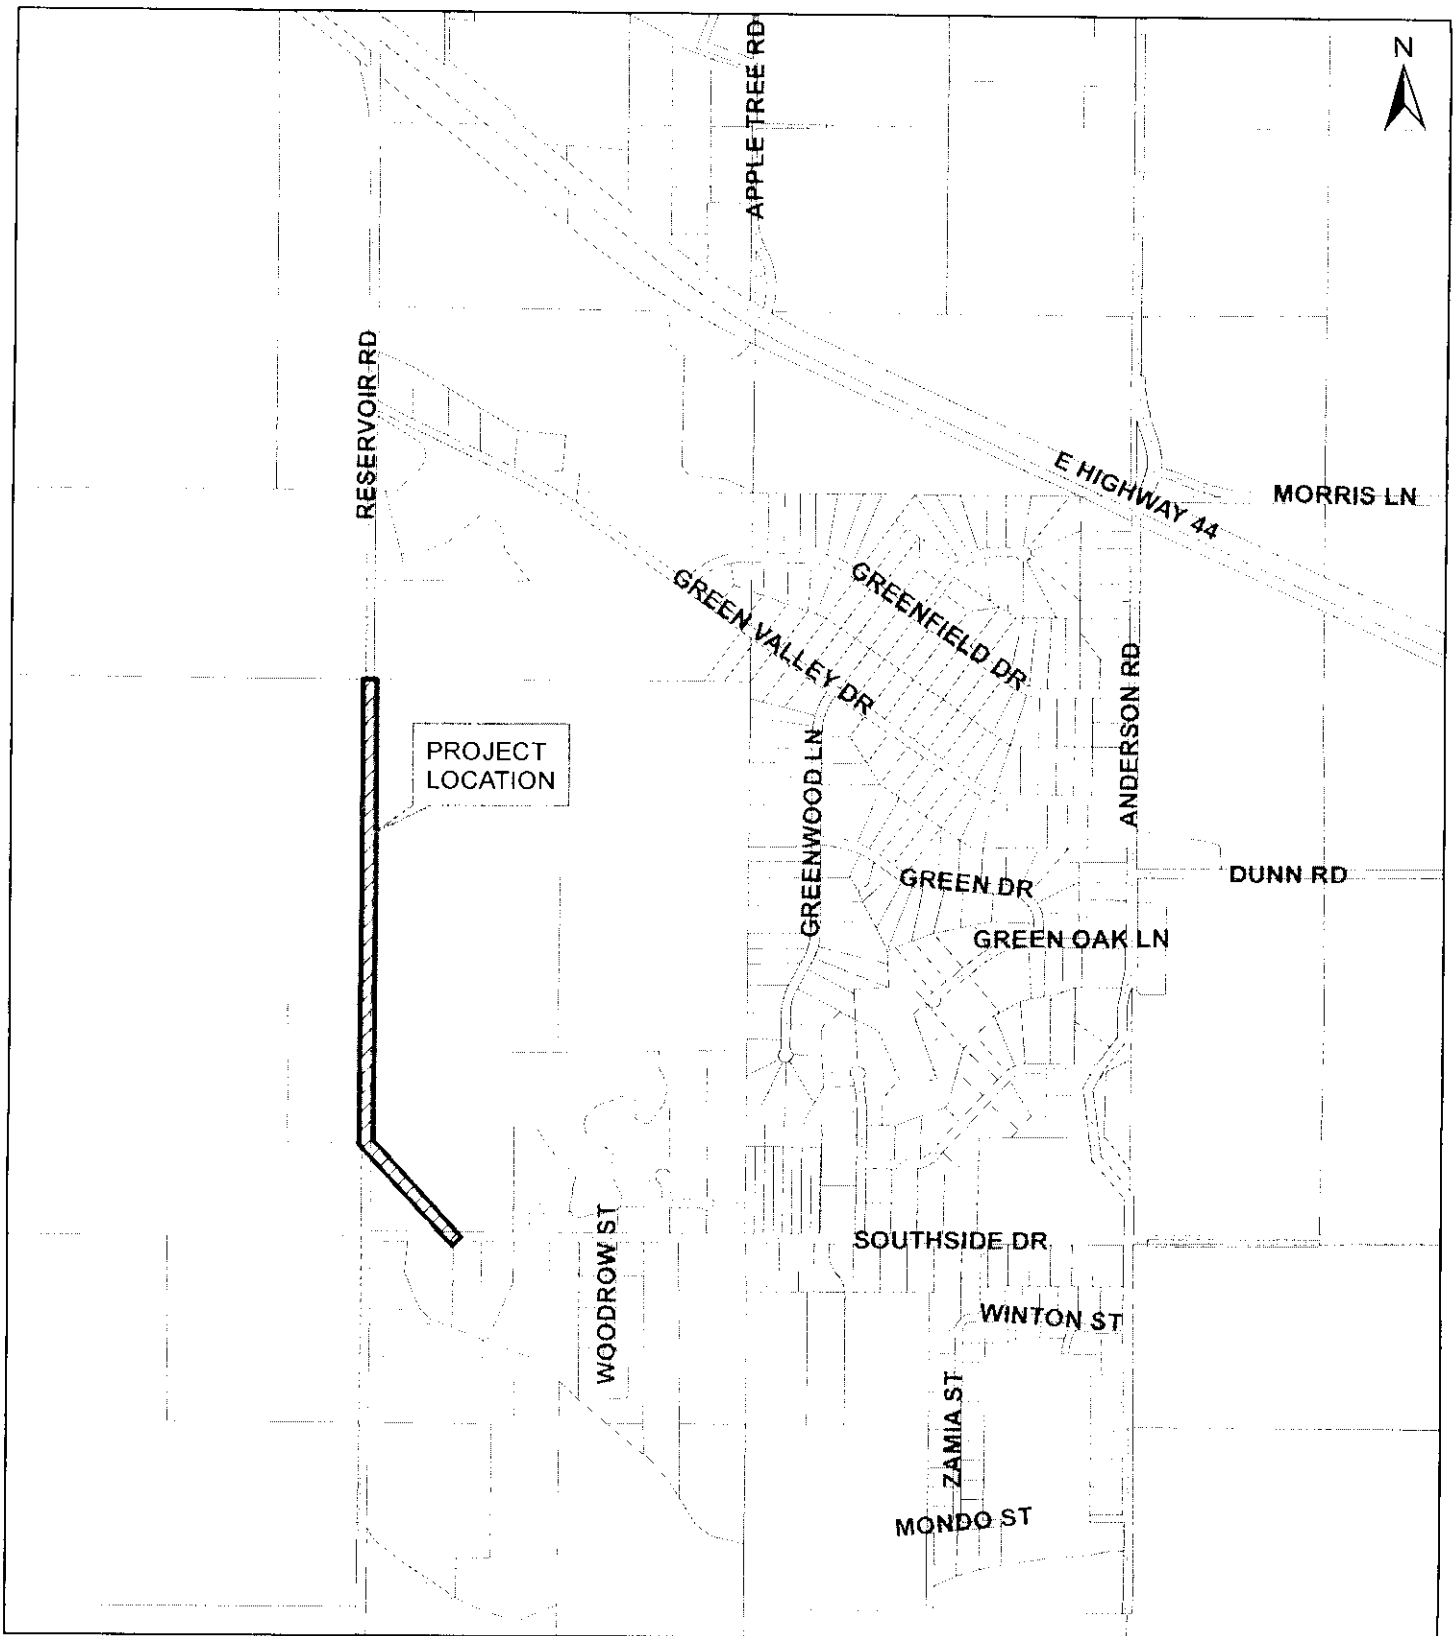 N
APPLE TREE RD
RESERVOIR RD
E HIGHWAY 44
MORRIS LN
GREEN VALLEY DR
GREENFIELD DR
ANDERSON RD
PROJECT
LOCATION
GREENWOOD LN
GREEN DR
DUNN RD
GREEN OAK LN
WOODROW ST
SOUTHSIDE DR
WINTON ST
ZAMIA ST
MONDO ST